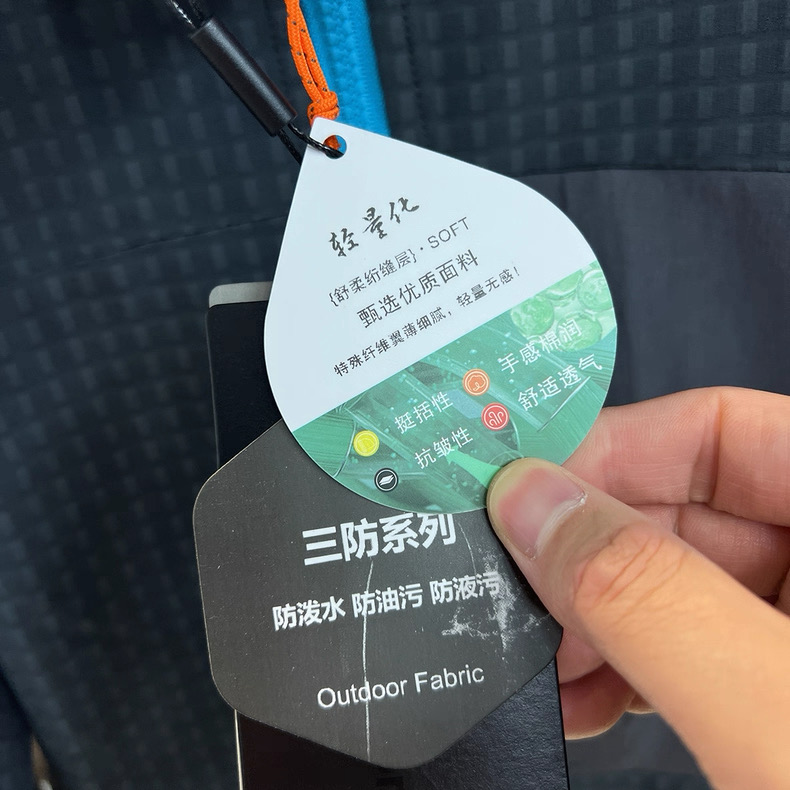 轻量化
{舒柔绗缝层}·SOFT
甄选优质面料
特殊纤维翼薄细腻，轻量无感！
手感棉润
挺括性
舒适透气
抗皱性
三防系列
防泼水 防油污 防液污
Outdoor Fabric